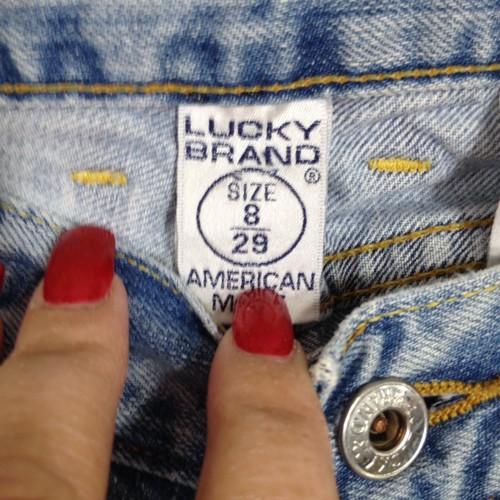 LUCKY
BRAND®
SIZE
8
29
AMERICAN